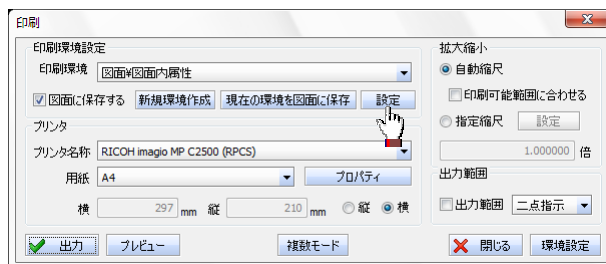 印刷
印刷環境設定
印刷環境 図面¥図面内属性
図面に保存する 新規環境作成 現在の環境を図面に保存 設定
プリンタ
プリンタ名称 RICOH imagio MP C2500 (RPCS)
用紙 A4 プロパティ
横 297 mm 縦 210 mm 縦 横
拡大縮小
自動縮尺
印刷可能範囲に合わせる
指定縮尺 設定
1.000000 倍
出力範囲
出力範囲 二点指示
出力 プレビュー 複数モード 閉じる 環境設定